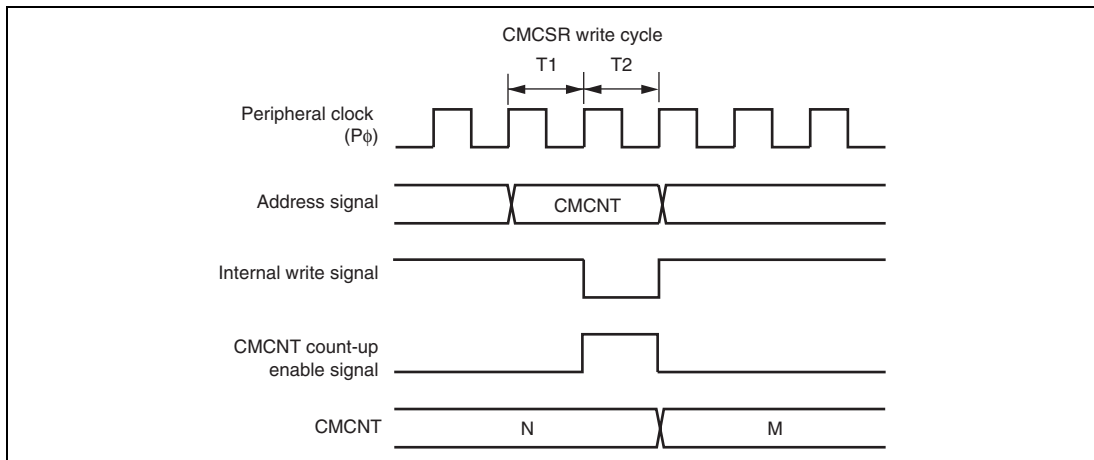 CMCSR write cycle
T1 T2
Peripheral clock
(Pϕ)
Address signal CMCNT
Internal write signal
CMCNT count-up
enable signal
CMCNT N M